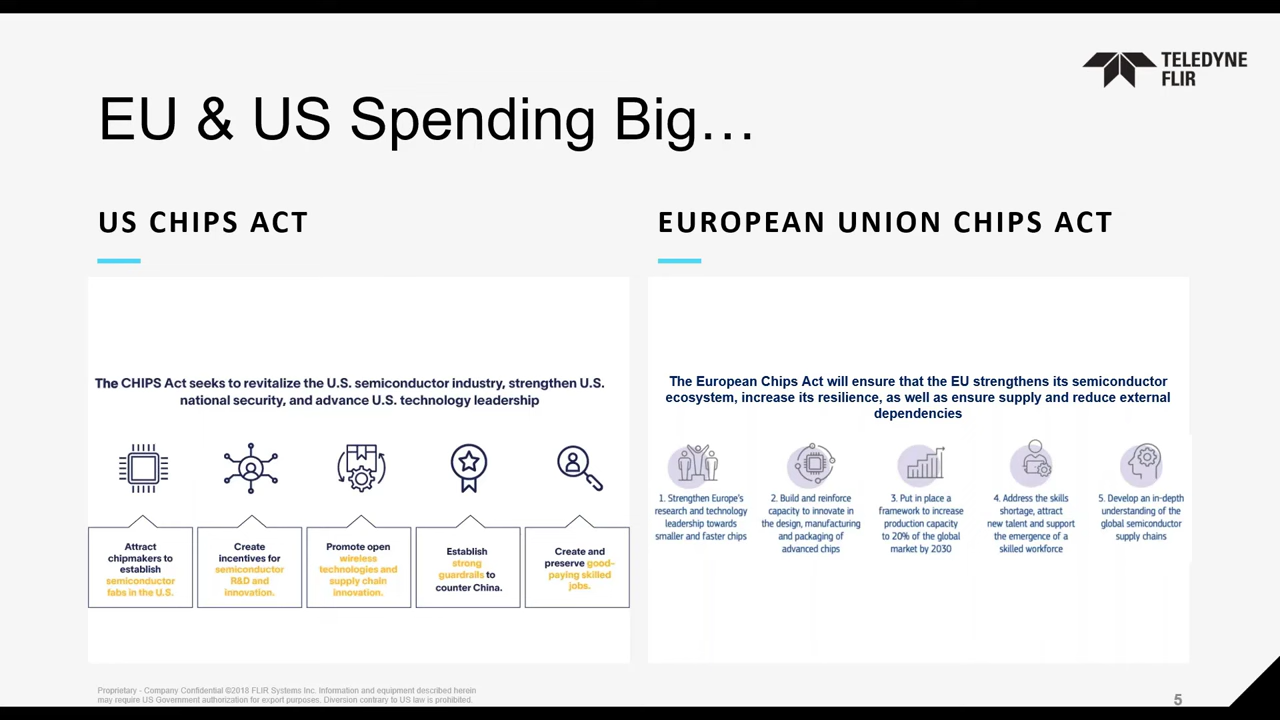 TELEDYNE
FLIR
EU & US Spending Big…
US CHIPS ACT
The CHIPS Act seeks to revitalize the U.S. semiconductor industry, strengthen U.S.
national security, and advance U.S. technology leadership
Attract
chipmakers to
establish
semiconductor
fabs in the U.S.
Create
incentives for
semiconductor
R&D and
innovation.
Promote open
wireless
technologies and
supply chain
innovation.
Establish
strong
guardrails to
counter China.
Create and
preserve good-
paying skilled
jobs.
EUROPEAN UNION CHIPS ACT
The European Chips Act will ensure that the EU strengthens its semiconductor
ecosystem, increase its resilience, as well as ensure supply and reduce external
dependencies
1. Strengthen Europe's
research and technology
leadership towards
smaller and faster chips
2. Build and reinforce
capacity to innovate in
the design, manufacturing
and packaging of
advanced chips
3. Put in place a
framework to increase
production capacity
to 20% of the global
market by 2030
4. Address the skills
shortage, attract
new talent and support
the emergence of a
skilled workforce
5. Develop an in-depth
understanding of the
global semiconductor
supply chains
Proprietary - Company Confidential ©2018 FLIR Systems Inc. Information and equipment described herein
may require US Government authorization for export purposes. Diversion contrary to US law is prohibited.
5